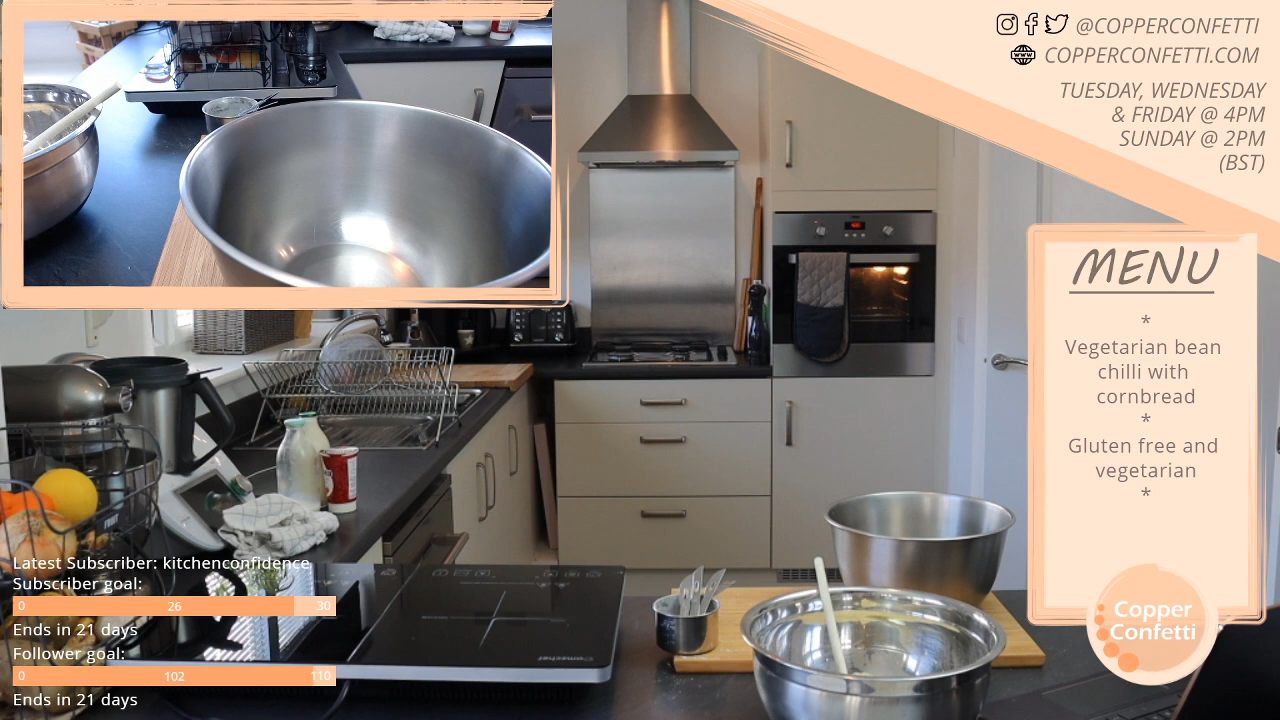 @COPPERCONFETTI
COPPERCONFETTI.COM
TUESDAY, WEDNESDAY
& FRIDAY @ 4PM
SUNDAY @ 2PM
(BST)
MENU
*
Vegetarian bean
chilli with
cornbread
*
Gluten free and
vegetarian
*
Latest Subscriber: kitchenconfidence
Subscriber goal:
0 26 30
Ends in 21 days
Follower goal:
0 102 110
Ends in 21 days
Copper
Confetti